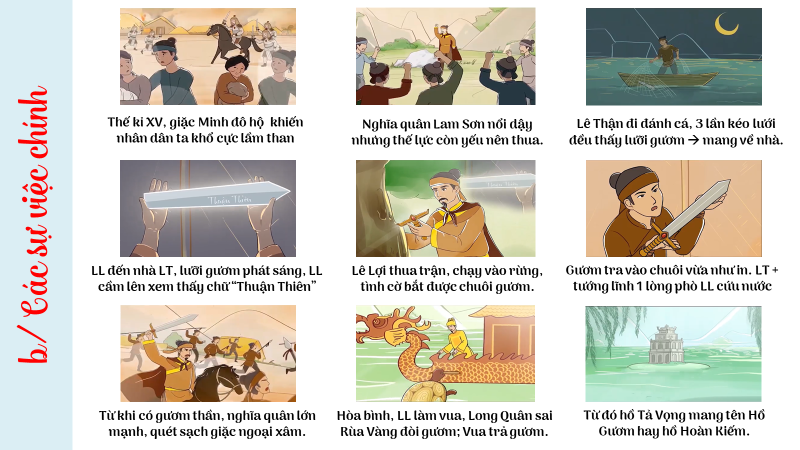 b/ Các sự việc chính
Thế kỉ XV, giặc Minh đô hộ khiến
nhân dân ta khổ cực lầm than
Nghĩa quân Lam Sơn nổi dậy
nhưng thế lực còn yếu nên thua.
Lê Thận đi đánh cá, 3 lần kéo lưới
đều thấy lưỡi gươm → mang về nhà.
Thuận Thiên
LL đến nhà LT, lưỡi gươm phát sáng, LL
cầm lên xem thấy chữ “Thuận Thiên”
Thuận Thiên
Lê Lợi thua trận, chạy vào rừng,
tình cờ bắt được chuôi gươm.
Gươm tra vào chuôi vừa như in. LT +
tướng lĩnh 1 lòng phò LL cứu nước
Từ khi có gươm thần, nghĩa quân lớn
mạnh, quét sạch giặc ngoại xâm.
Hòa bình, LL làm vua, Long Quân sai
Rùa Vàng đòi gươm; Vua trả gươm.
Từ đó hồ Tả Vọng mang tên Hồ
Gươm hay hồ Hoàn Kiếm.